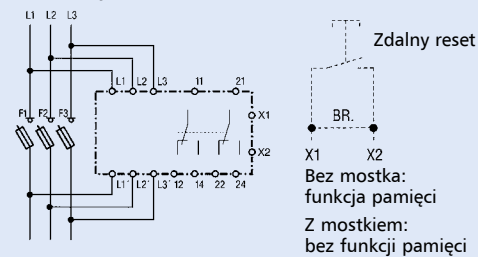 L1 L2 L3
L1 L2 L3 11 21
F1 F2 F3
X1
X2
L1´ L2´ L3´ 12 14 22 24
Zdalny reset
BR.
X1 X2
Bez mostka:
funkcja pamięci
Z mostkiem:
bez funkcji pamięci